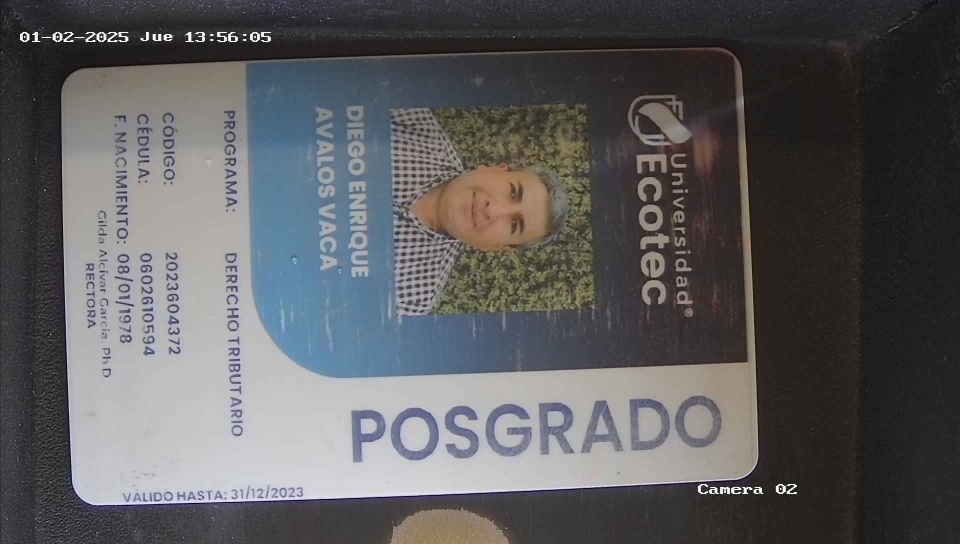 01-02-2025 Jue 13:56:05
Universidad®
Ecotec
DIEGO ENRIQUE
AVALOS VACA
PROGRAMA: DERECHO TRIBUTARIO
CÓDIGO: 2023604372
CÉDULA: 0602610594
F. NACIMIENTO: 08/01/1978
Gilda Alcívar García, Ph D
RECTORA
POSGRADO
VÁLIDO HASTA: 31/12/2023
Camera 02